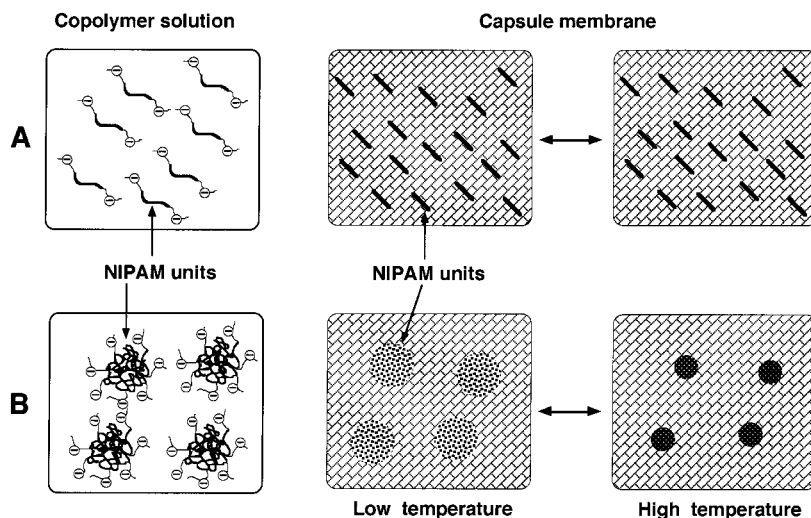 Copolymer solution
Capsule membrane
A
NIPAM units
NIPAM units
B
Low temperature
High temperature